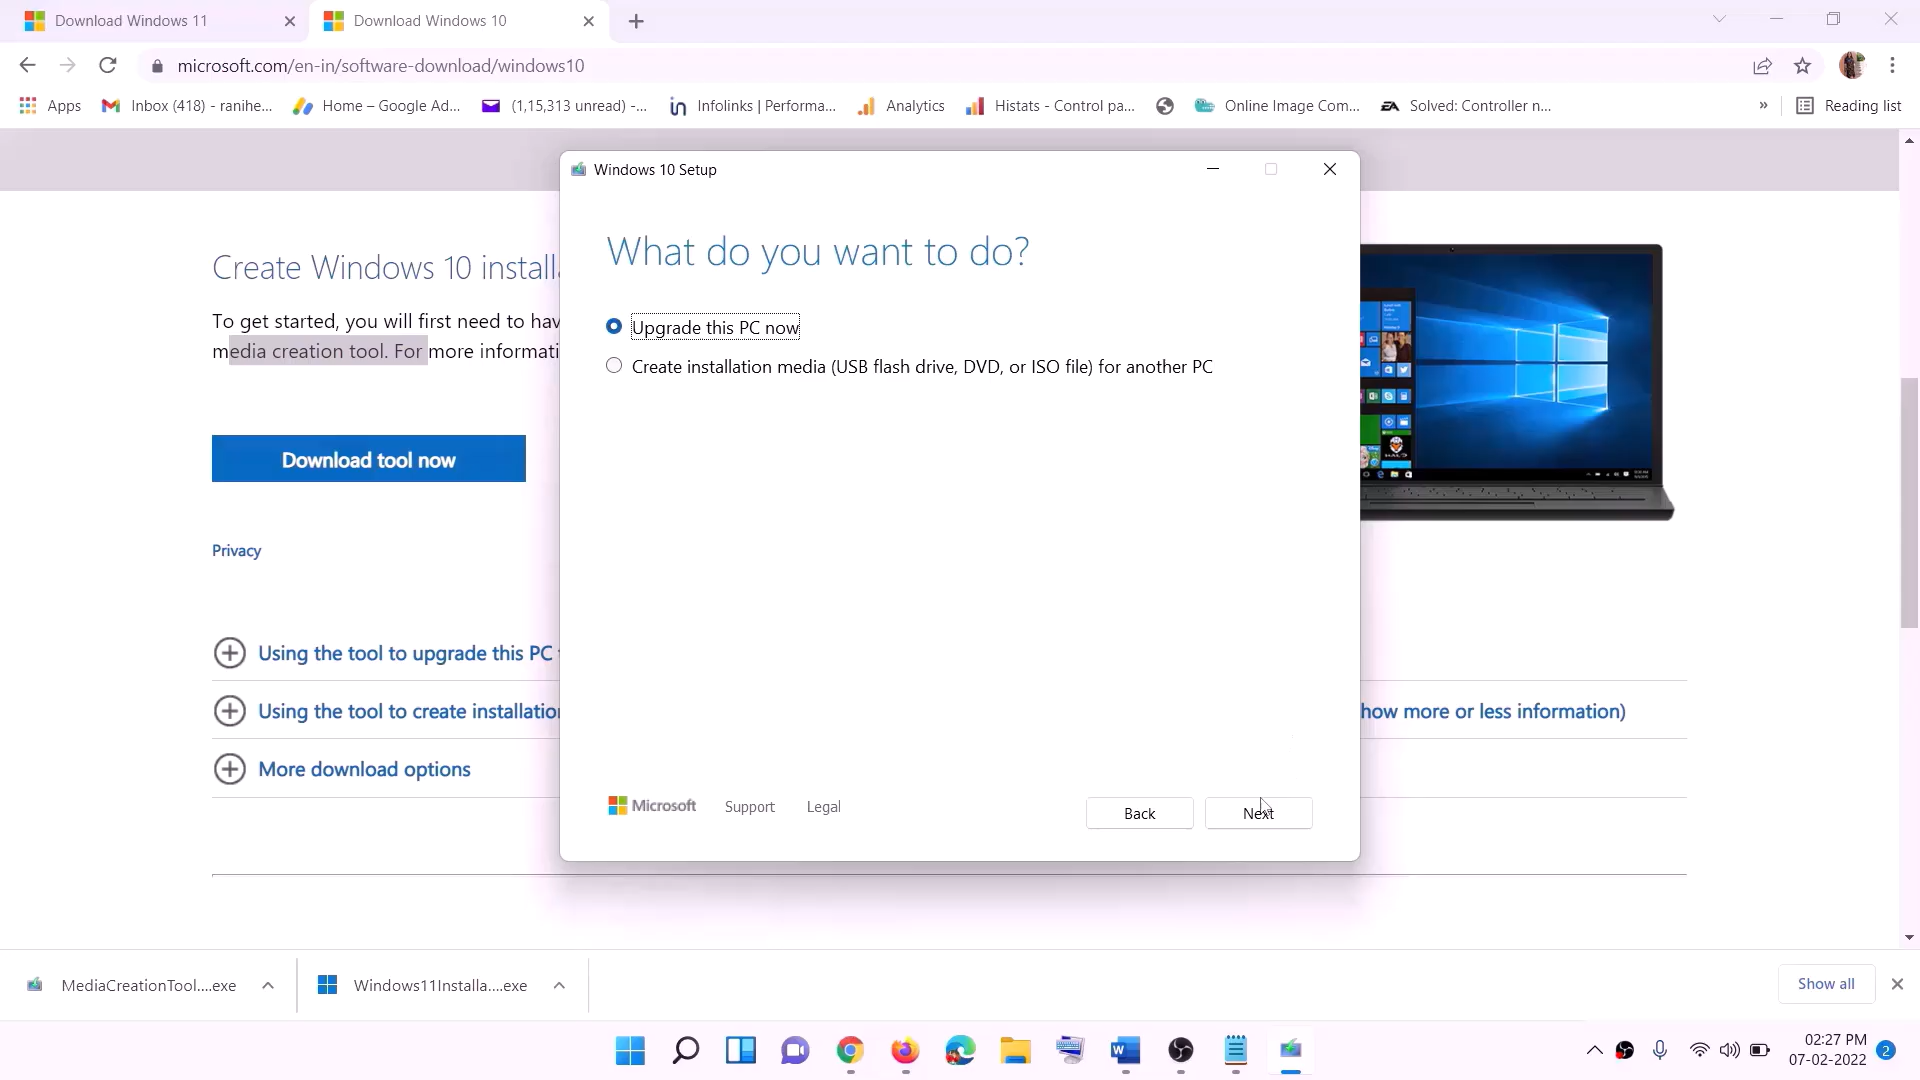 Download Windows 11
Download Windows 10
microsoft.com/en-in/software-download/windows10
Apps
Inbox (418) - ranihe...
Home – Google Ad...
(1,15,313 unread) -...
Infolinks | Performa...
Analytics
Histats - Control pa...
Online Image Com...
Solved: Controller n...
»
Reading list
Windows 10 Setup
What do you want to do?
Upgrade this PC now
Create installation media (USB flash drive, DVD, or ISO file) for another PC
Microsoft
Support
Legal
Back
Next
Create Windows 10 install
To get started, you will first need to hav
media creation tool. For more informati
Download tool now
Privacy
Using the tool to upgrade this PC
Using the tool to create installation
how more or less information)
More download options
MediaCreationTool....exe
Windows11Installa....exe
Show all
02:27 PM
07-02-2022
2